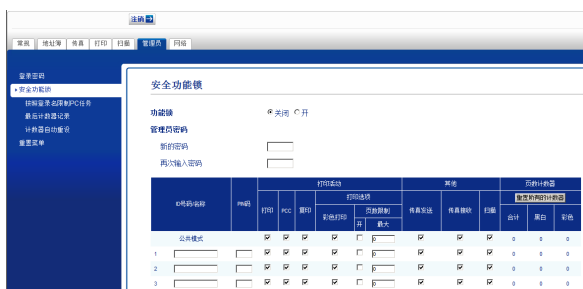 注销
常规 地址簿 传真 打印 扫描 管理员 网络
登录密码
安全功能锁
按照登录名限制PC任务
最后计数器记录
计数器自动重设
重置菜单
安全功能锁
功能锁 关闭 开
管理员密码
新的密码
再次输入密码
打印活动 其他 页数计数器
打印选项 重置所有的计数器
ID号码/名称 PIN码 打印 PCC 复印 彩色打印 页数限制 传真发送 传真接收 扫描 合计 黑白 彩色
开 最大
公共模式 0 0 0 0
1 0 0 0 0
2 0 0 0 0
3 0 0 0 0